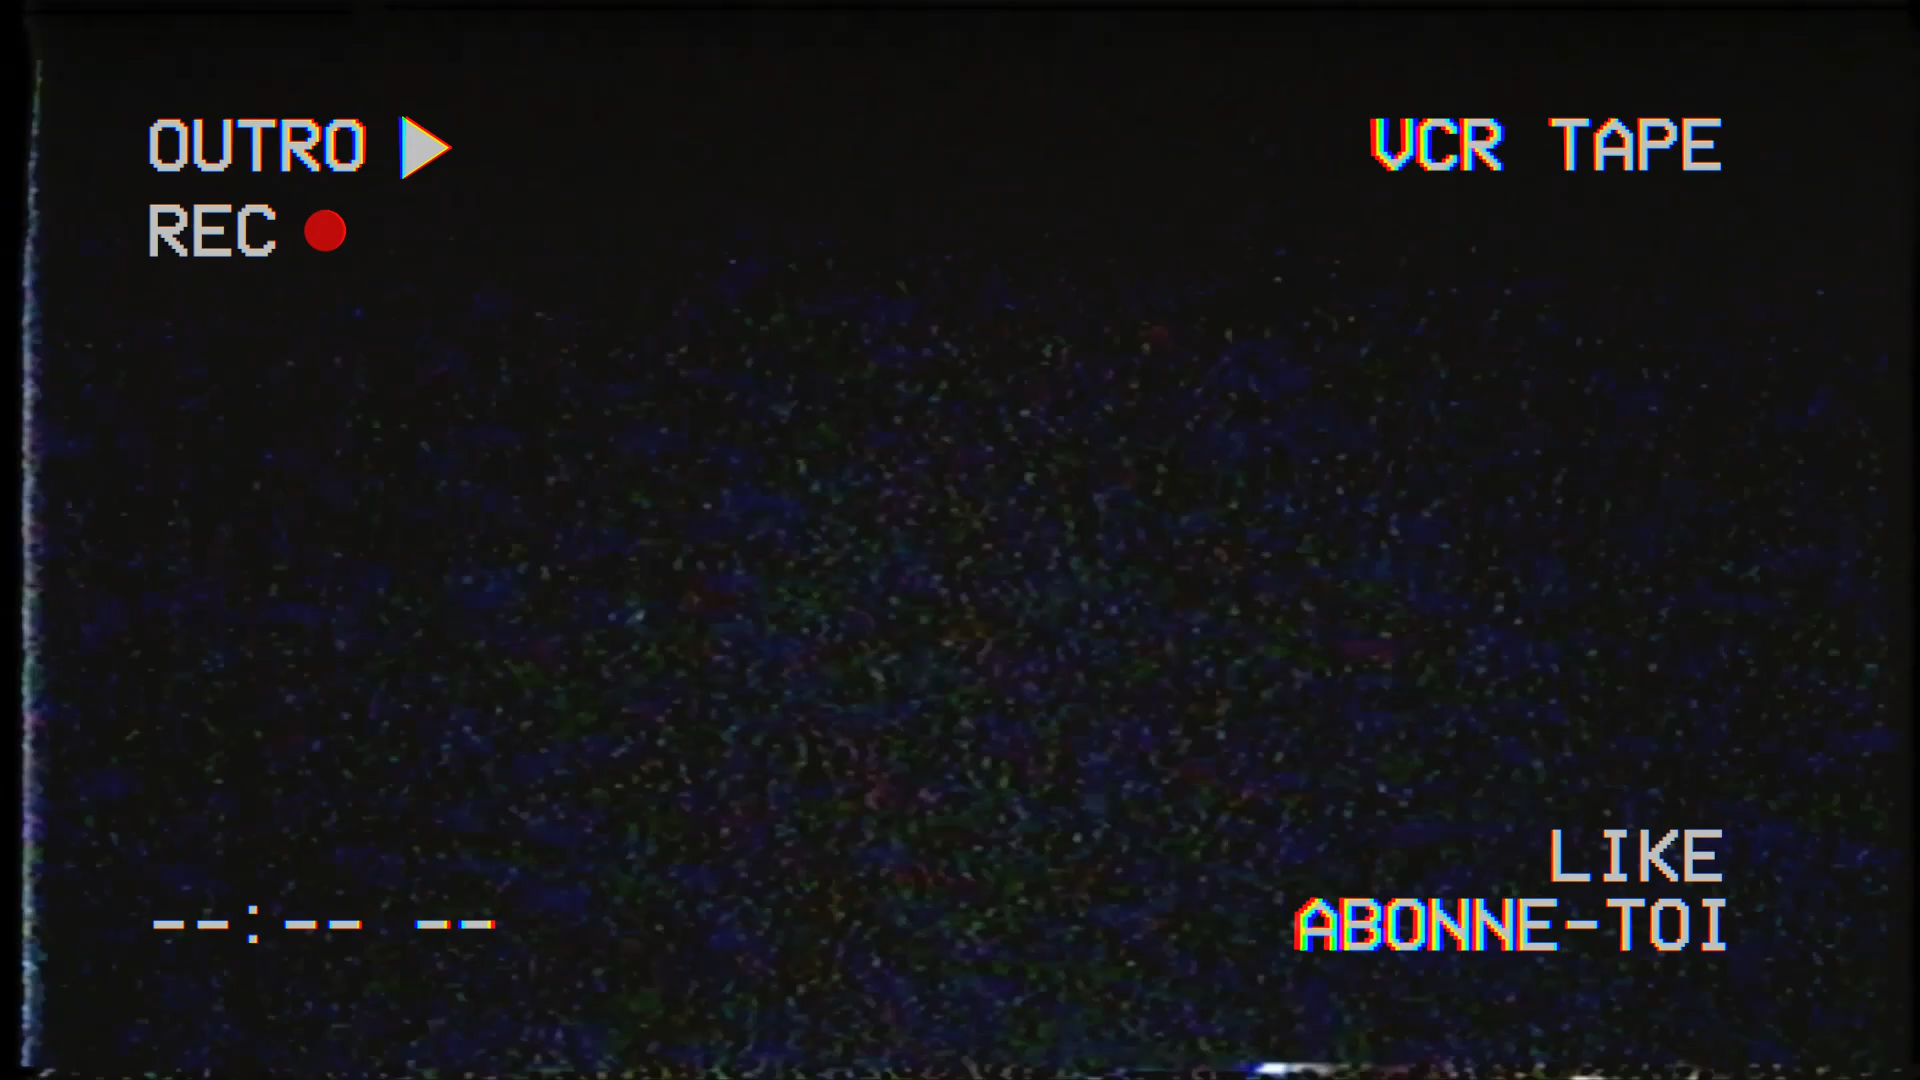 OUTRO ▶
VCR TAPE
REC
LIKE
--:-- --
ABONNE-TOI